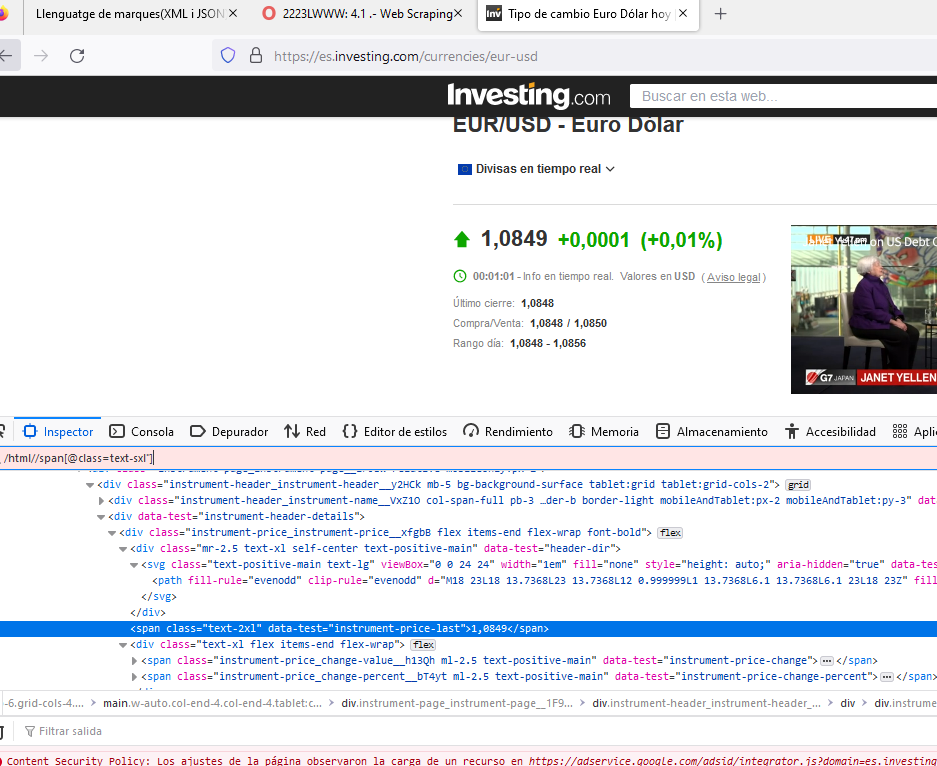 Llenguatge de marques(XML i JSON
2223LWWW: 4.1 .- Web Scraping
Inv Tipo de cambio Euro Dólar hoy
https://es.investing.com/currencies/eur-usd
Investing.com
Buscar en esta web...
EUR/USD - Euro Dólar
Divisas en tiempo real
1,0849 +0,0001 (+0,01%)
00:01:01 - Info en tiempo real. Valores en USD ( Aviso legal )
Último cierre: 1,0848
Compra/Venta: 1,0848 / 1,0850
Rango día: 1,0848 - 1,0856
LIVE
Janet Yellen on US Debt
G7 JAPAN JANET YELLEN
Inspector Consola Depurador Red Editor de estilos Rendimiento Memoria Almacenamiento Accesibilidad Aplic
/html//span[@class=text-sxl"]
<div class="instrument-header_instrument-header__y2HCk mb-5 bg-background-surface tablet:grid tablet:grid-cols-2"> grid
<div class="instrument-header_instrument-name__VxZ1O col-span-full pb-3 …der-b border-light mobileAndTablet:px-2 mobileAndTablet:py-3" dat
<div data-test="instrument-header-details">
<div class="instrument-price_instrument-price__xfgbB flex items-end flex-wrap font-bold"> flex
<div class="mr-2.5 text-xl self-center text-positive-main" data-test="header-dir">
<svg class="text-positive-main text-lg" viewBox="0 0 24 24" width="1em" fill="none" style="height: auto;" aria-hidden="true" data-tes
<path fill-rule="evenodd" clip-rule="evenodd" d="M18 23L18 13.7368L23 13.7368L12 0.999999L1 13.7368L6.1 13.7368L6.1 23L18 23Z" fill
</svg>
</div>
<span class="text-2xl" data-test="instrument-price-last">1,0849</span>
<div class="text-xl flex items-end flex-wrap"> flex
<span class="instrument-price_change-value__h13Qh ml-2.5 text-positive-main" data-test="instrument-price-change"> … </span>
<span class="instrument-price_change-percent__bT4yt ml-2.5 text-positive-main" data-test="instrument-price-change-percent"> … </span>
-6.grid-cols-4.… > main.w-auto.col-end-4.col-end-4.tablet:c… > div.instrument-page_instrument-page__1F9… > div.instrument-header_instrument-header_… > div > div.instrume
Filtrar salida
Content Security Policy: Los ajustes de la página observaron la carga de un recurso en https://adservice.google.com/adsid/integrator.js?domain=es.investing